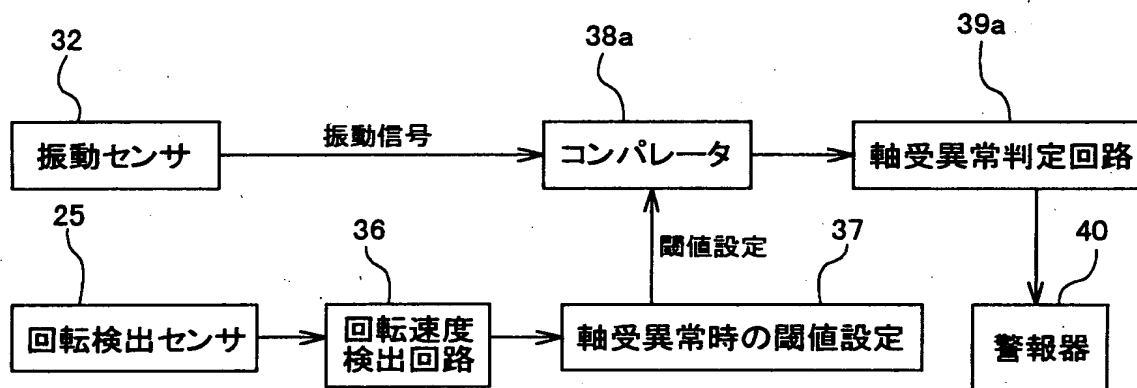 32
38a
39a
振動センサ
振動信号
コンパレータ
軸受異常判定回路
25
36
閾値設定
37
40
回転検出センサ
回転速度
検出回路
軸受異常時の閾値設定
警報器